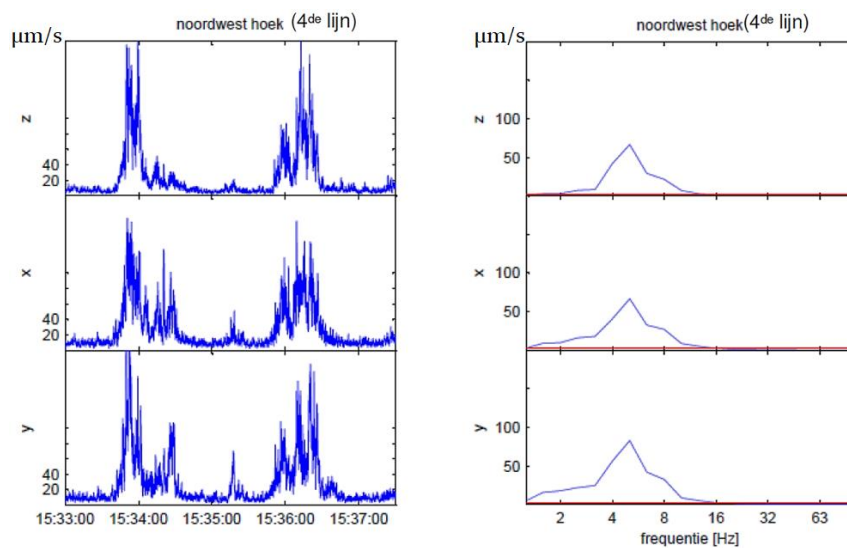 noordwest hoek (4de lijn)
μm/s
z
40
20
x
40
20
y
40
20
15:33:00 15:34:00 15:35:00 15:36:00 15:37:00
noordwest hoek(4de lijn)
μm/s
z
100
50
x
100
50
y
100
50
2 4 8 16 32 63
frequentie [Hz]